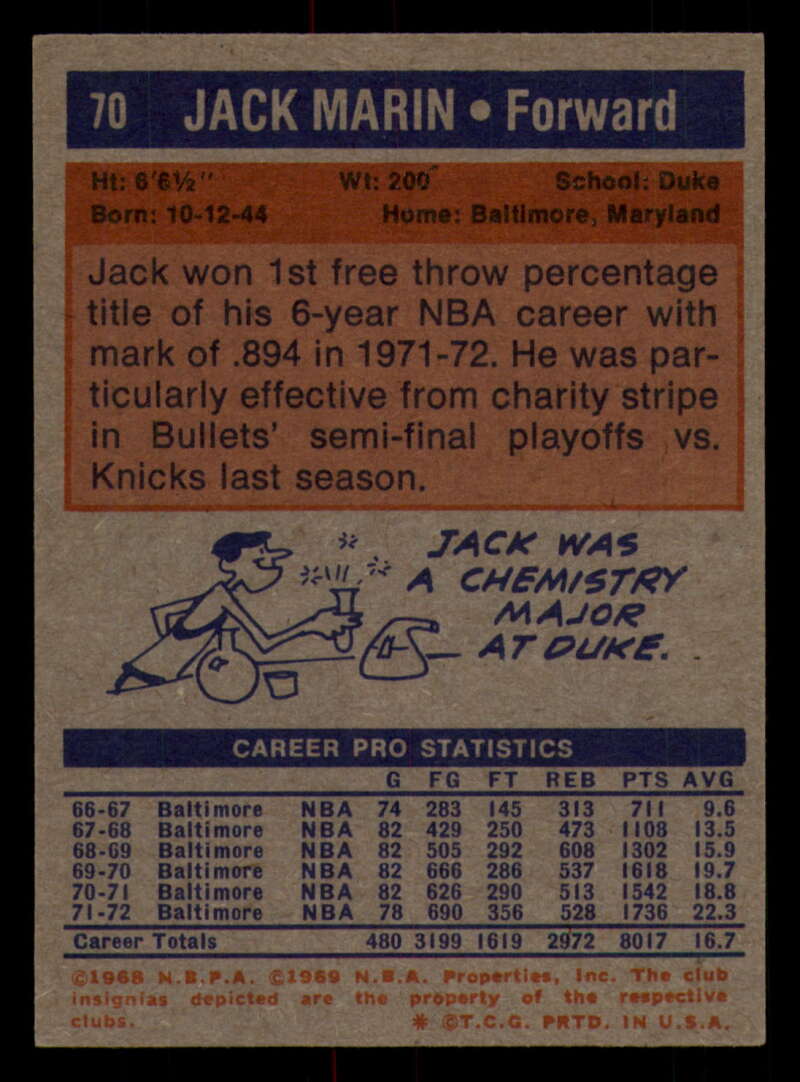 70 JACK MARIN • Forward
Ht: 6'6½" Wt: 200 School: Duke
Born: 10-12-44 Home: Baltimore, Maryland
Jack won 1st free throw percentage
title of his 6-year NBA career with
mark of .894 in 1971-72. He was par-
ticularly effective from charity stripe
in Bullets' semi-final playoffs vs.
Knicks last season.
JACK WAS
A CHEMISTRY
MAJOR
AT DUKE.
CAREER PRO STATISTICS
G FG FT REB PTS AVG
66-67 Baltimore NBA 74 283 145 313 711 9.6
67-68 Baltimore NBA 82 429 250 473 1108 13.5
68-69 Baltimore NBA 82 505 292 608 1302 15.9
69-70 Baltimore NBA 82 666 286 537 1618 19.7
70-71 Baltimore NBA 82 626 290 513 1542 18.8
71-72 Baltimore NBA 78 690 356 528 1736 22.3
Career Totals 480 3199 1619 2972 8017 16.7
©1968 N.B.P.A. ©1969 N.B.A. Properties, Inc. The club
insignias depicted are the property of the respective
clubs. * ©T.C.G. PRTD. IN U.S.A.